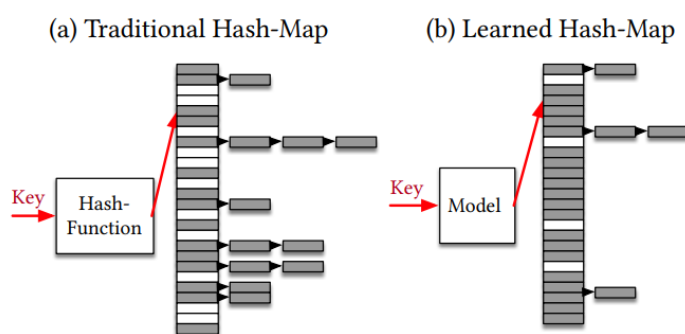 (a) Traditional Hash-Map
(b) Learned Hash-Map
Key
Hash-
Function
Key
Model